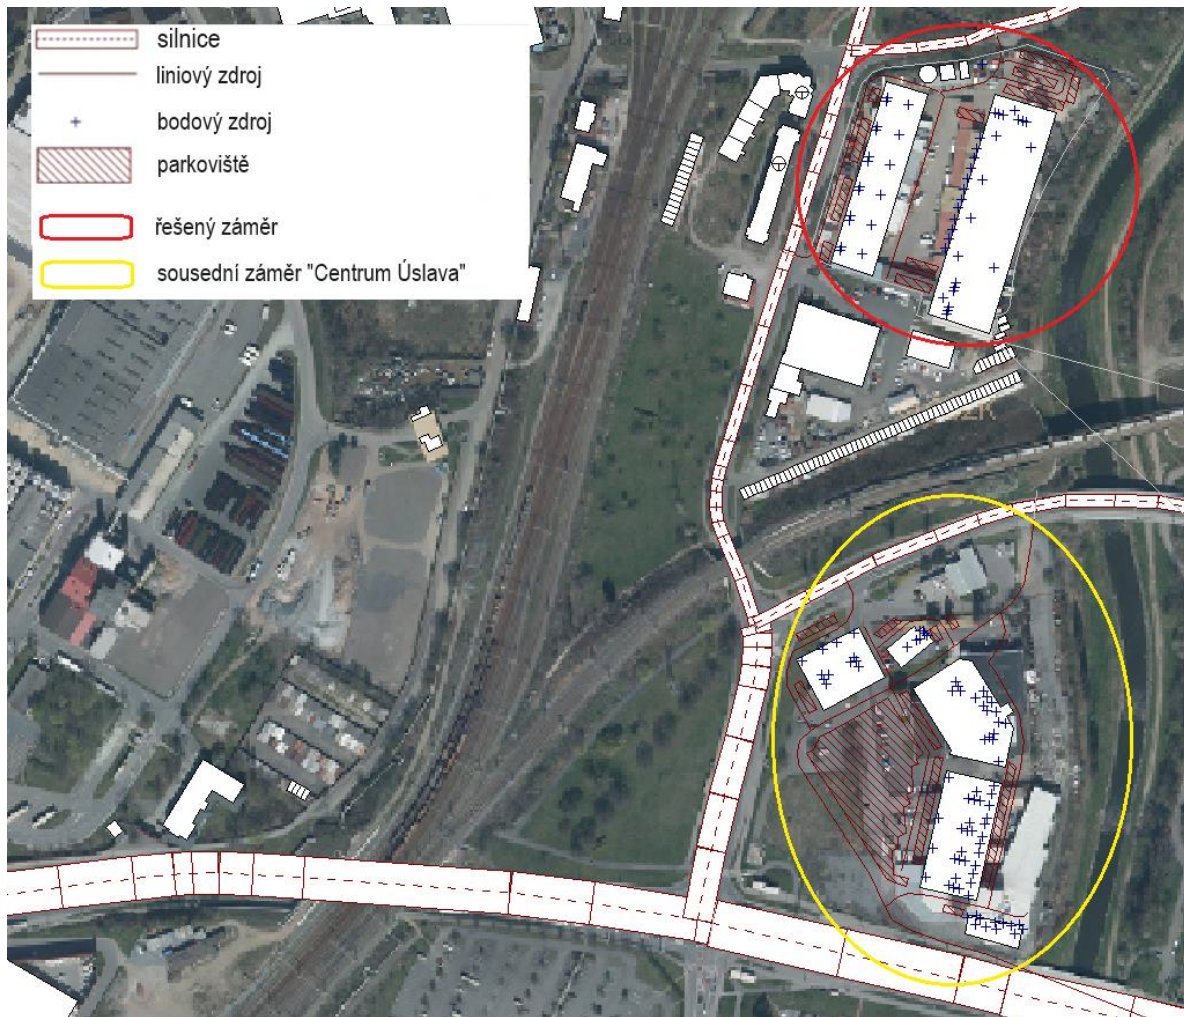 silnice
liniový zdroj
bodový zdroj
parkoviště
řešený záměr
sousední záměr "Centrum Úslava"